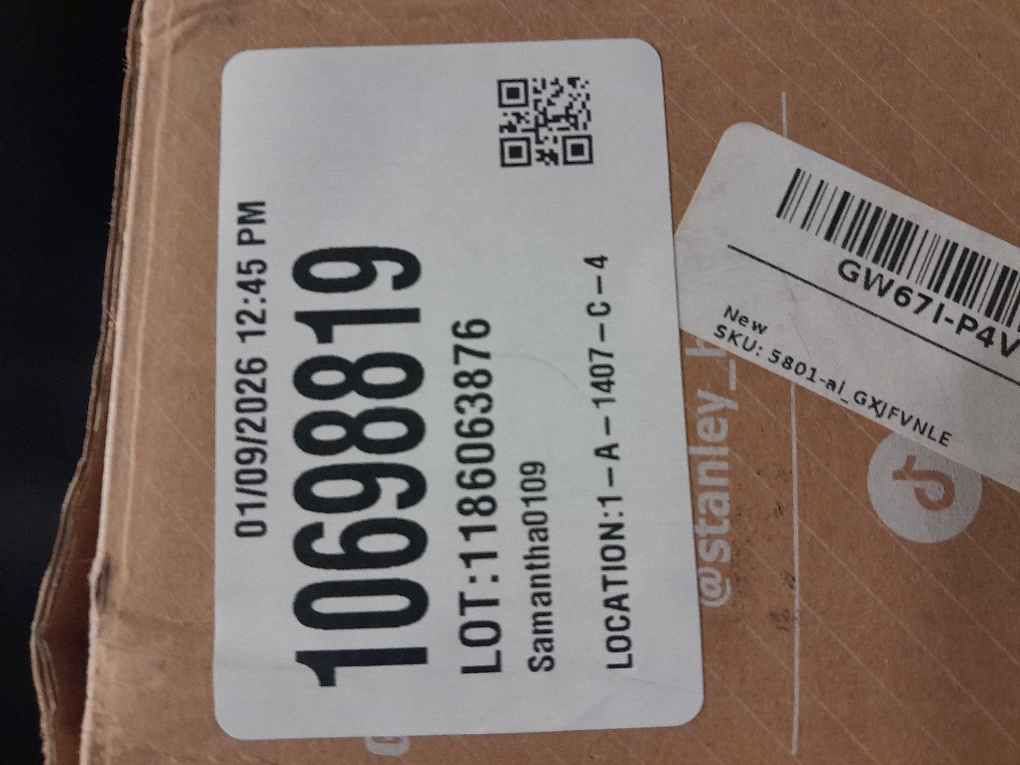 01/09/2026 12:45 PM
10698819
LOT:1186063876
Samantha0109
LOCATION:1-A-1407-C-4
GW67I-P4V
New
SKU: 5801-al_GXJFVNLE
@stanley_